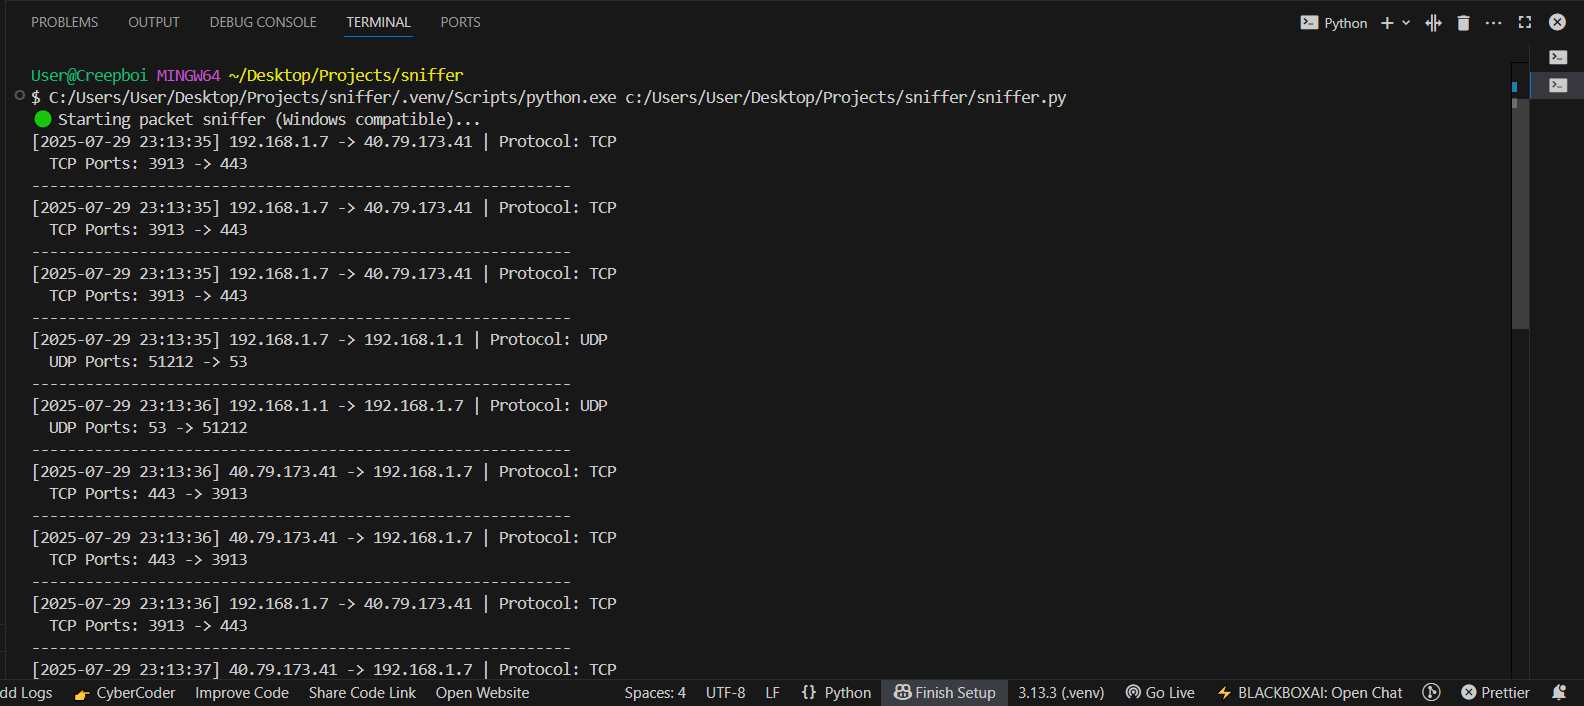 PROBLEMS OUTPUT DEBUG CONSOLE TERMINAL PORTS Python
User@Creepboi MINGW64 ~/Desktop/Projects/sniffer
$ C:/Users/User/Desktop/Projects/sniffer/.venv/Scripts/python.exe c:/Users/User/Desktop/Projects/sniffer/sniffer.py
Starting packet sniffer (Windows compatible)...
[2025-07-29 23:13:35] 192.168.1.7 -> 40.79.173.41 | Protocol: TCP
TCP Ports: 3913 -> 443
------------------------------------------------------------
[2025-07-29 23:13:35] 192.168.1.7 -> 40.79.173.41 | Protocol: TCP
TCP Ports: 3913 -> 443
------------------------------------------------------------
[2025-07-29 23:13:35] 192.168.1.7 -> 40.79.173.41 | Protocol: TCP
TCP Ports: 3913 -> 443
------------------------------------------------------------
[2025-07-29 23:13:35] 192.168.1.7 -> 192.168.1.1 | Protocol: UDP
UDP Ports: 51212 -> 53
------------------------------------------------------------
[2025-07-29 23:13:36] 192.168.1.1 -> 192.168.1.7 | Protocol: UDP
UDP Ports: 53 -> 51212
------------------------------------------------------------
[2025-07-29 23:13:36] 40.79.173.41 -> 192.168.1.7 | Protocol: TCP
TCP Ports: 443 -> 3913
------------------------------------------------------------
[2025-07-29 23:13:36] 40.79.173.41 -> 192.168.1.7 | Protocol: TCP
TCP Ports: 443 -> 3913
------------------------------------------------------------
[2025-07-29 23:13:36] 192.168.1.7 -> 40.79.173.41 | Protocol: TCP
TCP Ports: 3913 -> 443
------------------------------------------------------------
[2025-07-29 23:13:37] 40.79.173.41 -> 192.168.1.7 | Protocol: TCP
dd Logs CyberCoder Improve Code Share Code Link Open Website Spaces: 4 UTF-8 LF {} Python Finish Setup 3.13.3 (.venv) Go Live BLACKBOXAI: Open Chat Prettier